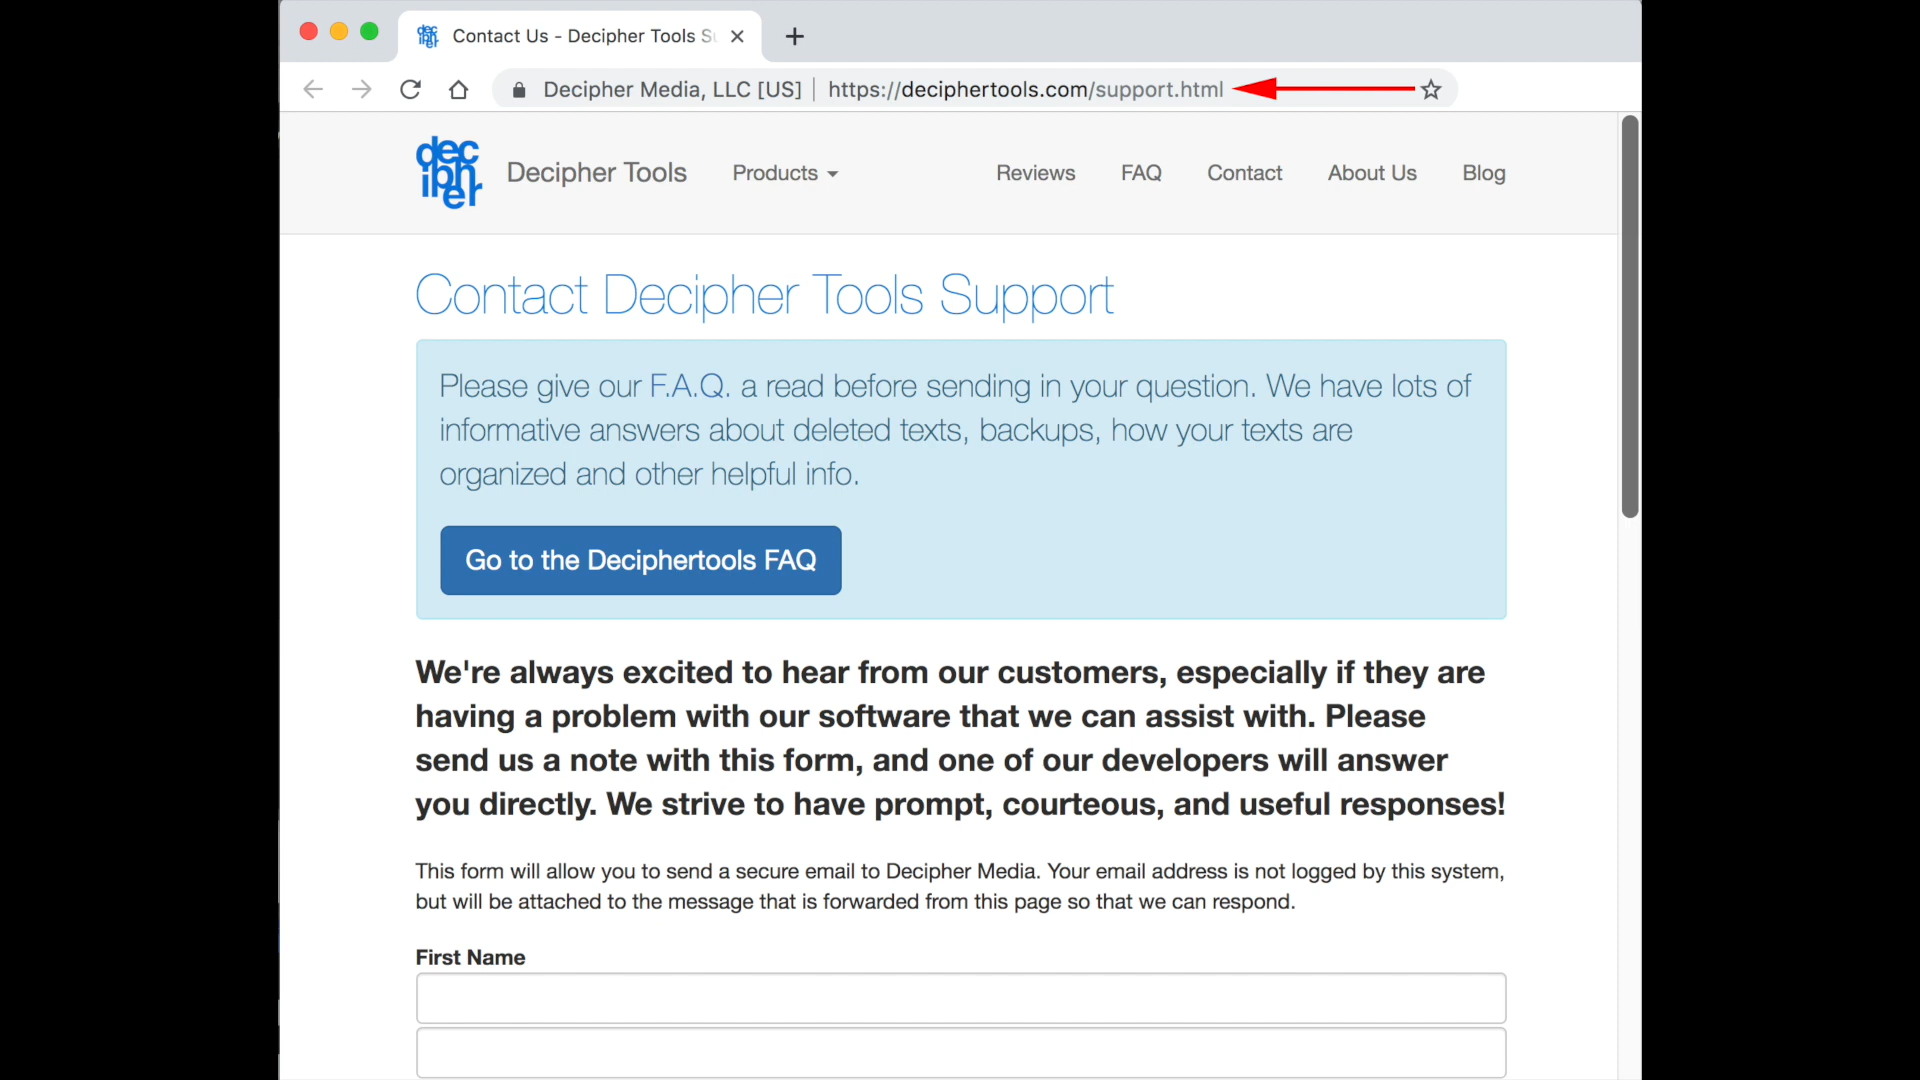 Contact Us - Decipher Tools
Decipher Media, LLC [US] | https://deciphertools.com/support.html
decipher
Decipher Tools Products Reviews FAQ Contact About Us Blog
Contact Decipher Tools Support
Please give our F.A.Q. a read before sending in your question. We have lots of
informative answers about deleted texts, backups, how your texts are
organized and other helpful info.
Go to the Deciphertools FAQ
We're always excited to hear from our customers, especially if they are
having a problem with our software that we can assist with. Please
send us a note with this form, and one of our developers will answer
you directly. We strive to have prompt, courteous, and useful responses!
This form will allow you to send a secure email to Decipher Media. Your email address is not logged by this system,
but will be attached to the message that is forwarded from this page so that we can respond.
First Name